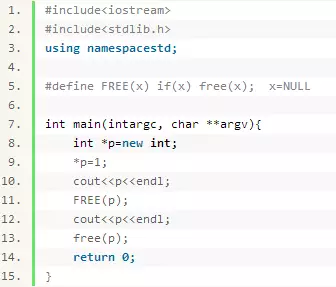 1. #include<iostream>
2. #include<stdlib.h>
3. using namespacestd;
4.
5. #define FREE(x) if(x) free(x);  x=NULL
6.
7. int main(intargc, char **argv){
8.     int *p=new int;
9.     *p=1;
10.     cout<<p<<endl;
11.     FREE(p);
12.     cout<<p<<endl;
13.     free(p);
14.     return 0;
15. }